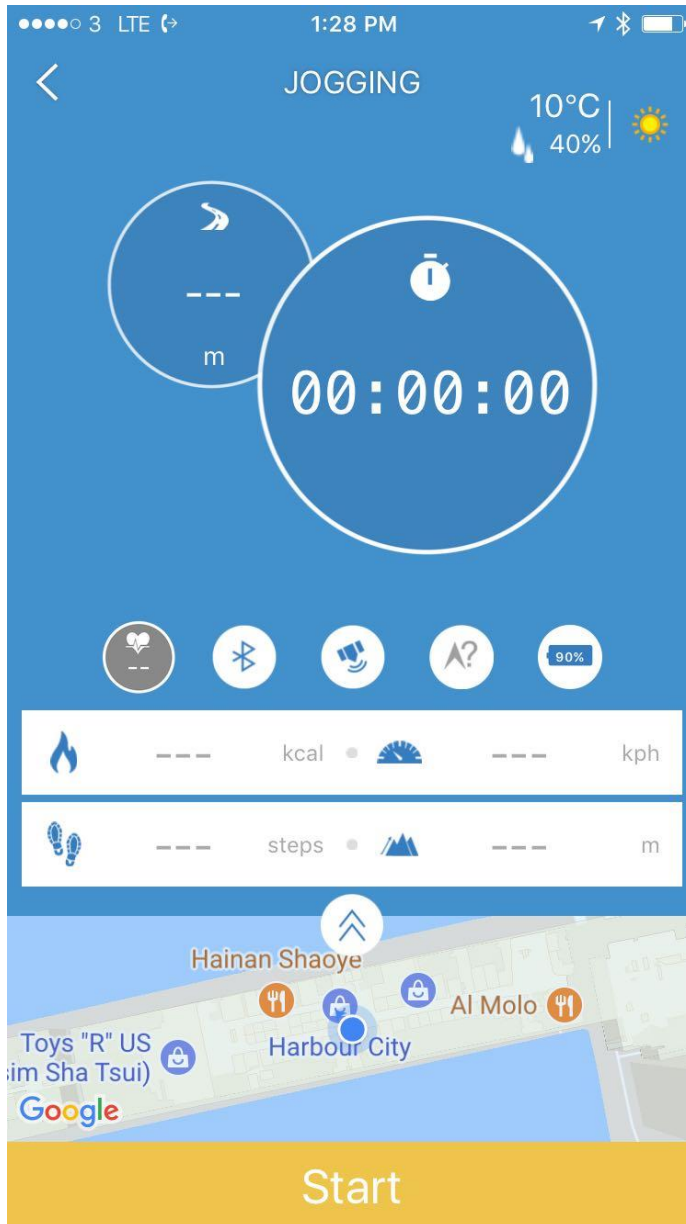 3 LTE 1:28 PM
JOGGING
10°C
40%
---
m
00:00:00
--
?
90%
--- kcal --- kph
--- steps --- m
Hainan Shaoye
Al Molo
Toys "R" US
sim Sha Tsui)
Harbour City
Google
Start